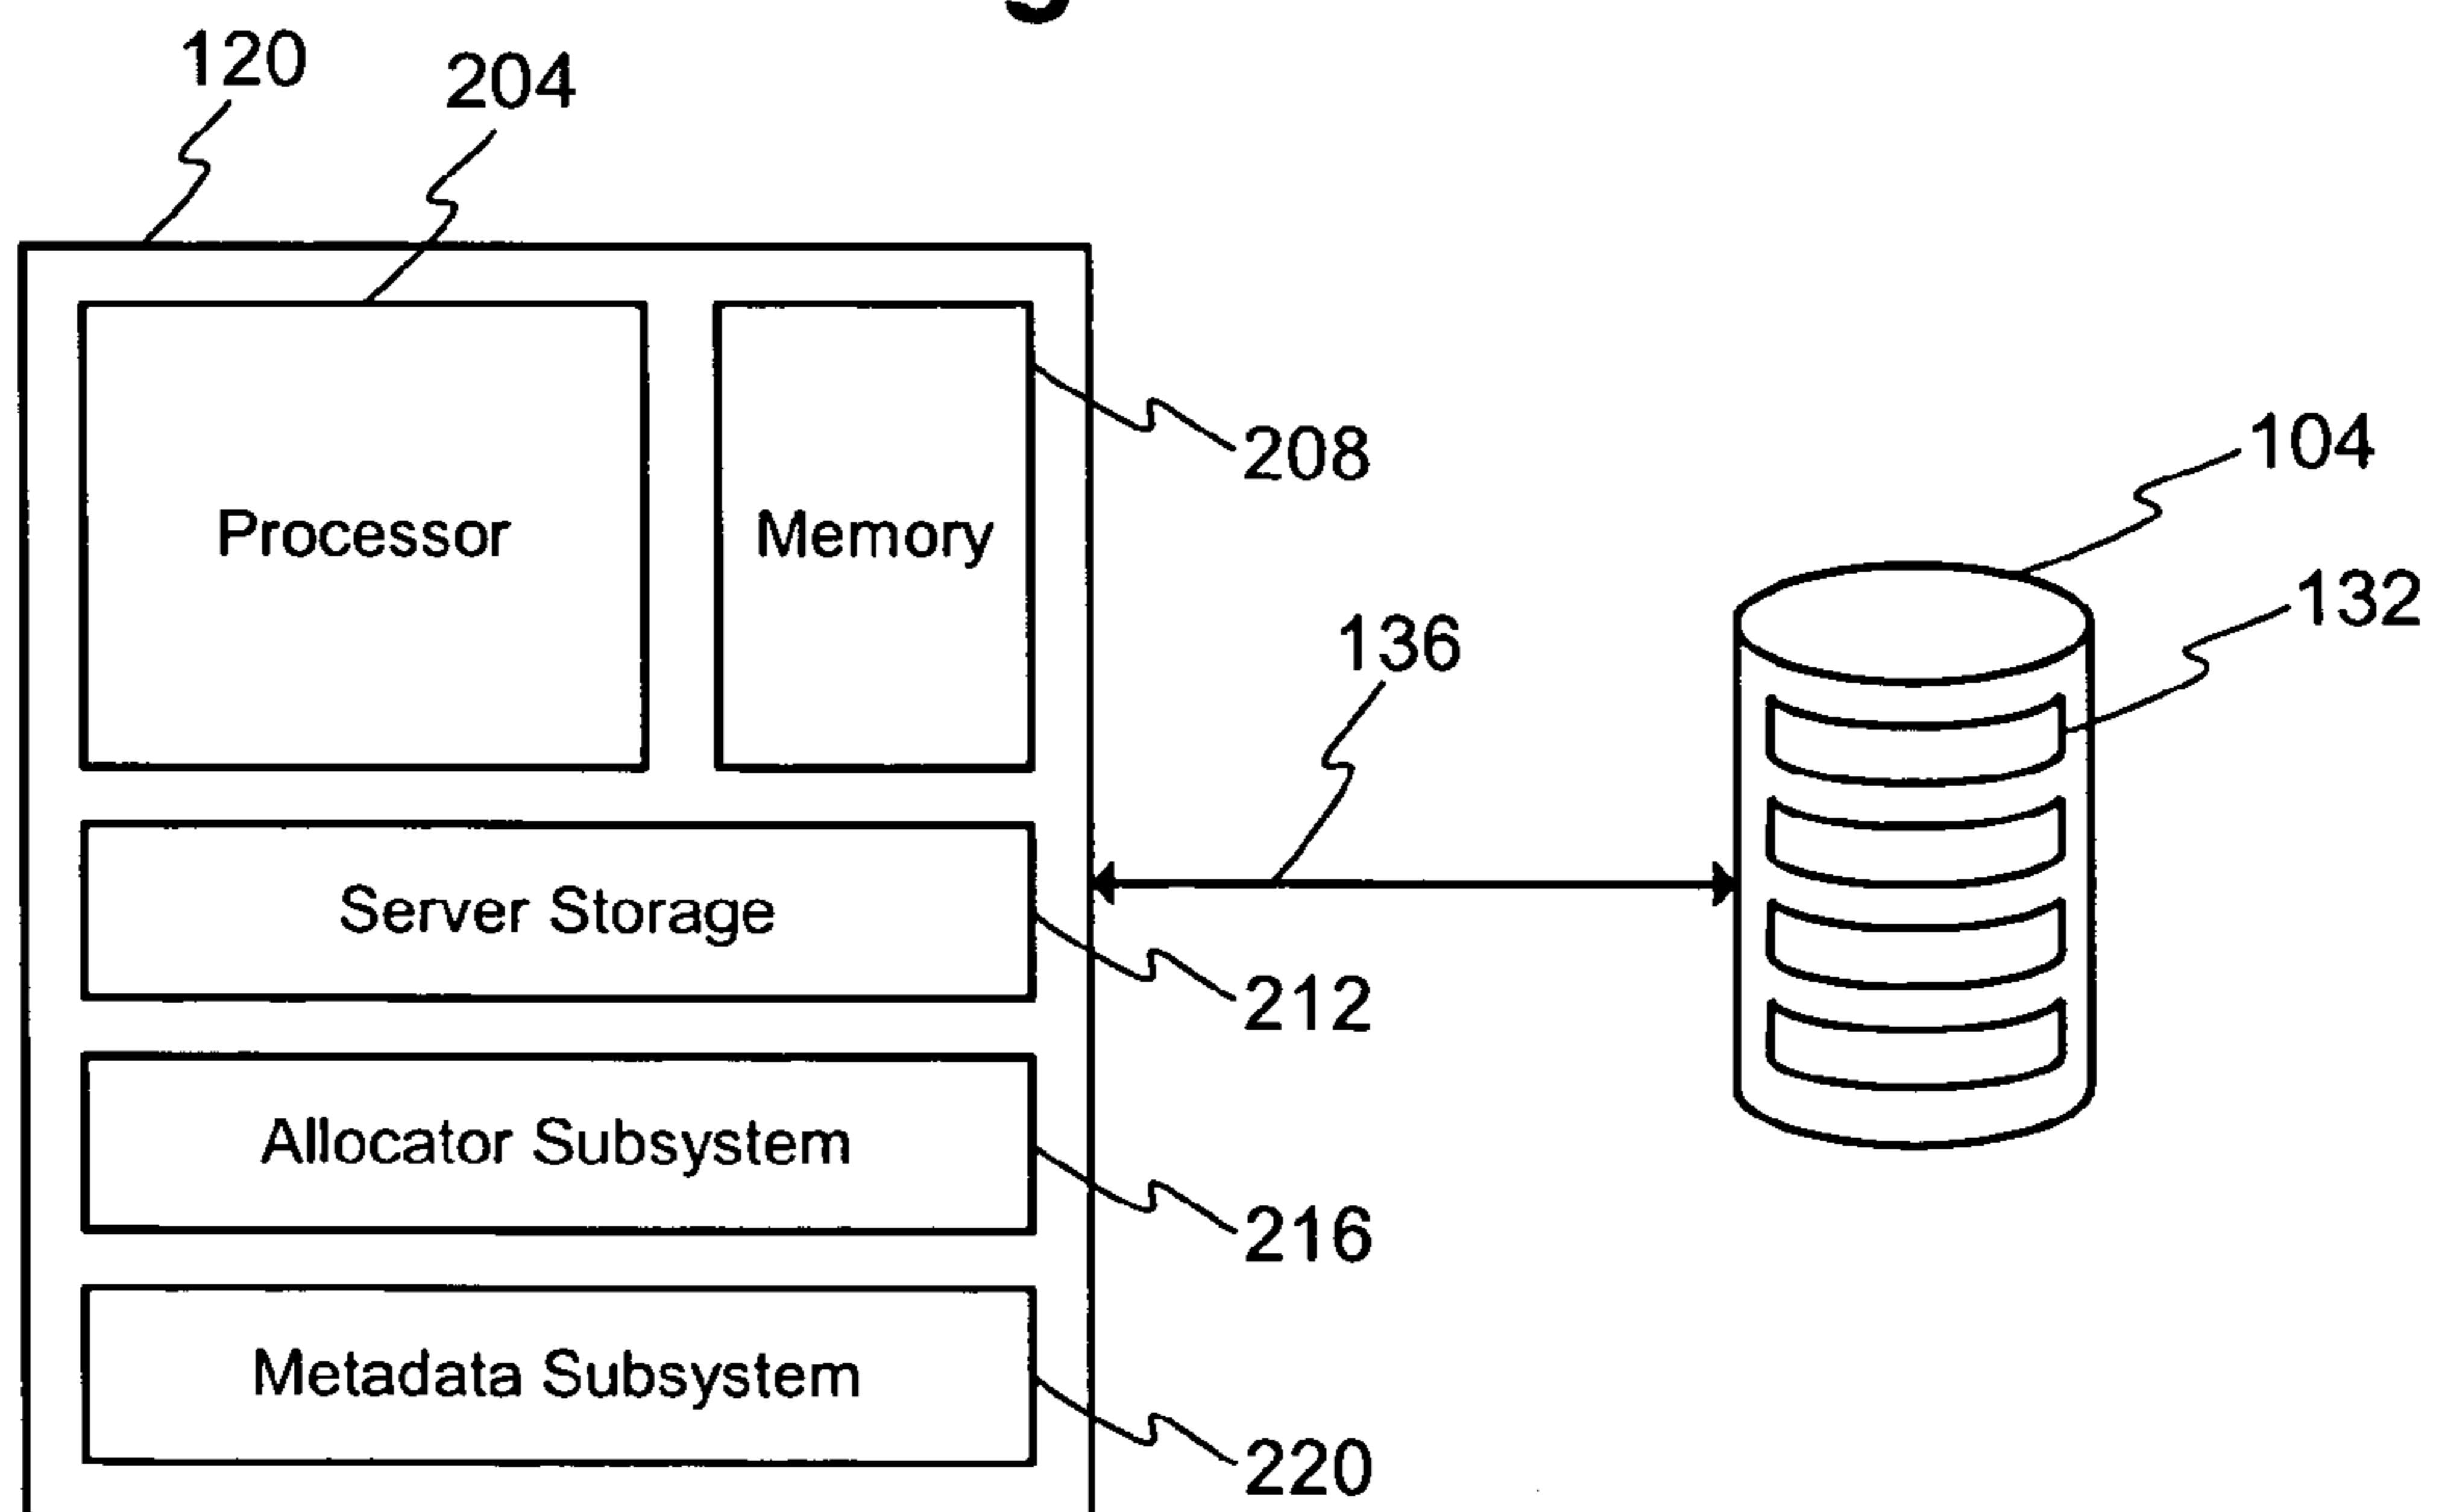 120
204
Processor
Memory
208
104
132
136
Server Storage
212
Allocator Subsystem
216
Metadata Subsystem
220